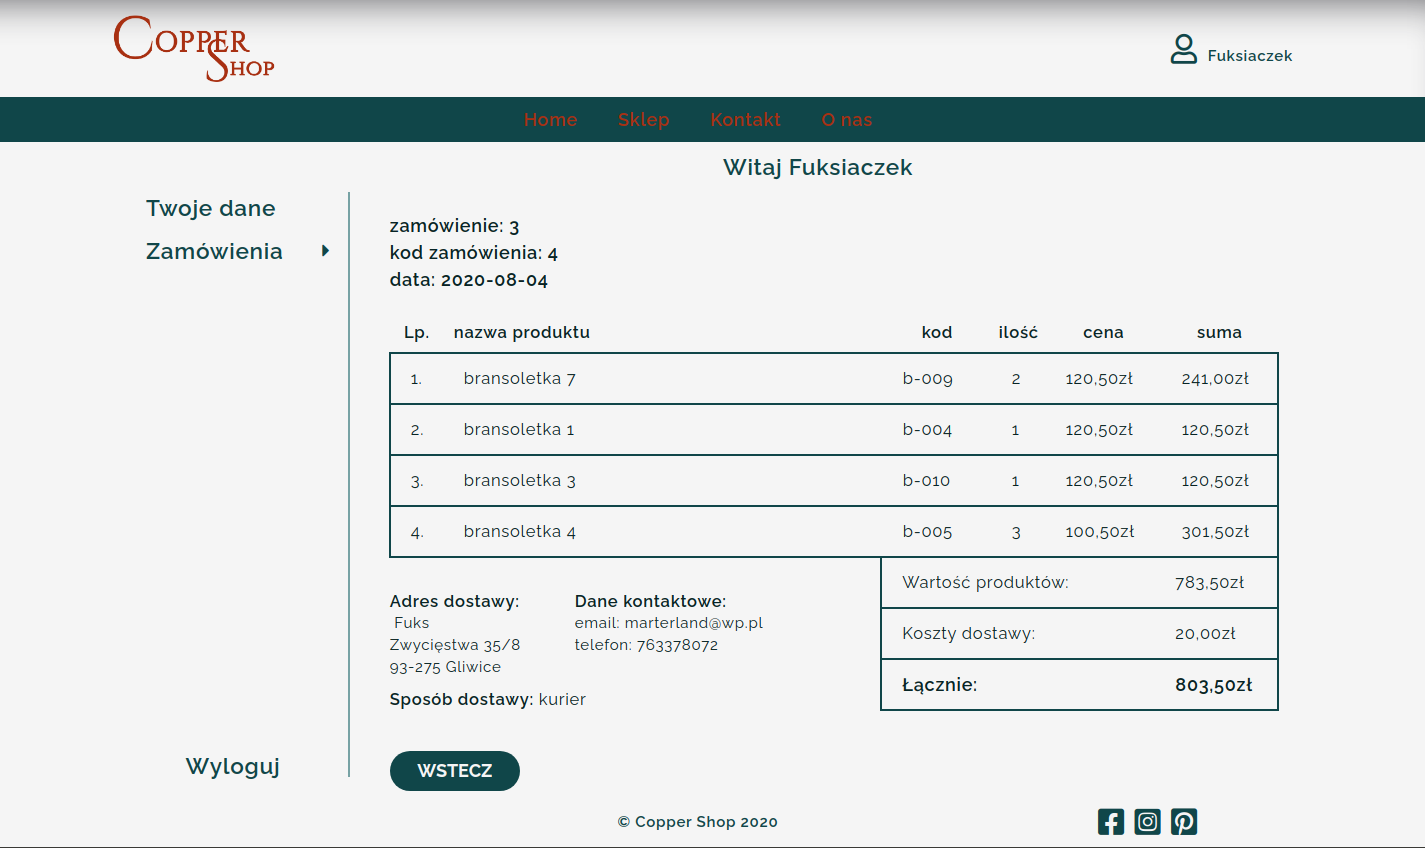 Copper
Shop
Fuksiaczek
Home Sklep Kontakt O nas
Witaj Fuksiaczek
Twoje dane
Zamówienia
zamówienie: 3
kod zamówienia: 4
data: 2020-08-04
Lp. nazwa produktu kod ilość cena suma
1. bransoletka 7 b-009 2 120,50zł 241,00zł
2. bransoletka 1 b-004 1 120,50zł 120,50zł
3. bransoletka 3 b-010 1 120,50zł 120,50zł
4. bransoletka 4 b-005 3 100,50zł 301,50zł
Wartość produktów: 783,50zł
Koszty dostawy: 20,00zł
Łącznie: 803,50zł
Adres dostawy:
Fuks
Zwycięstwa 35/8
93-275 Gliwice
Dane kontaktowe:
email: marterland@wp.pl
telefon: 763378072
Sposób dostawy: kurier
Wyloguj
WSTECZ
© Copper Shop 2020